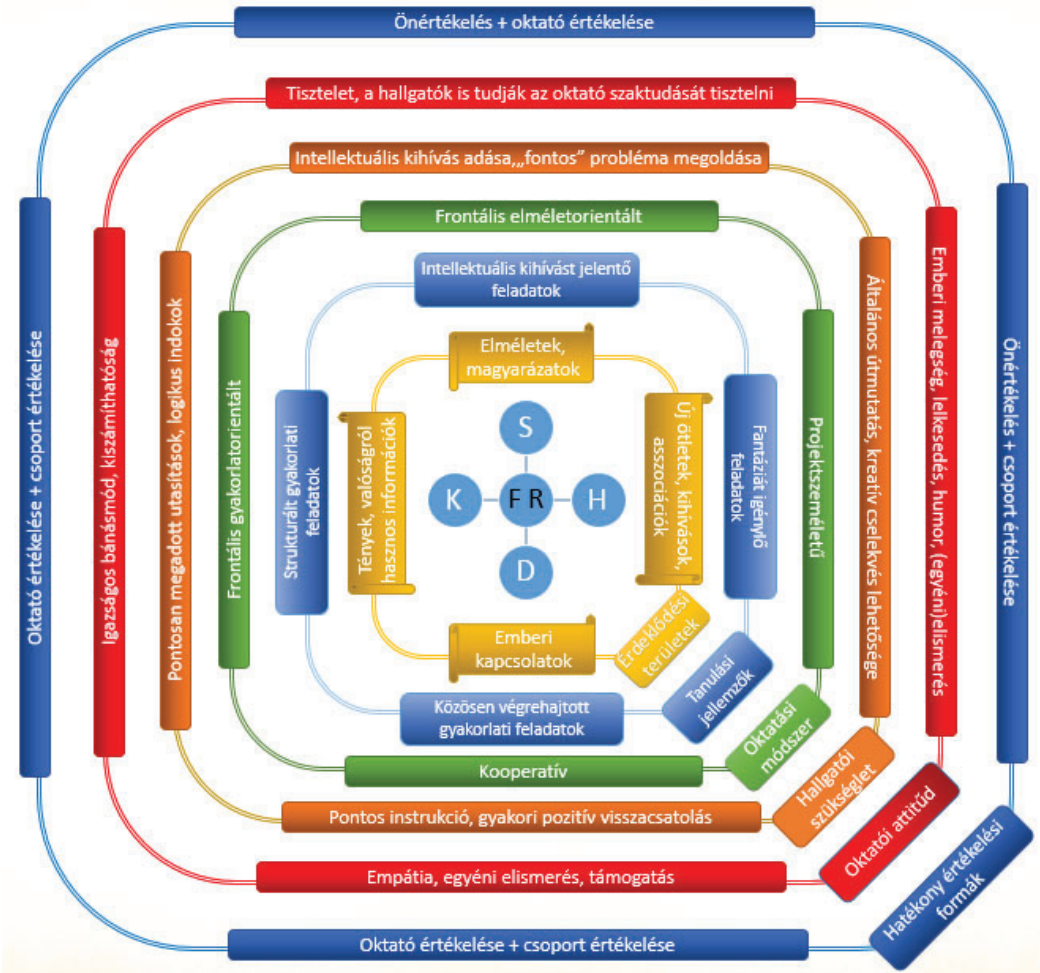 Önértékelés + oktató értékelése
Tisztelet, a hallgatók is tudják az oktató szaktudását tisztelni
Intellektuális kihívás adása,„fontos” probléma megoldása
Frontális elméletorientált
Intellektuális kihívást jelentő
feladatok
Elméletek,
magyarázatok
Oktató értékelése + csoport értékelése
Igazságos bánásmód, kiszámíthatóság
Pontosan megadott utasítások, logikus indokok
Frontális gyakorlatorientált
Strukturált gyakorlati
feladatok
Tények, valóságról
hasznos információk
S
K
F R
H
D
Új ötletek, kihívások,
asszociációk
Fantáziát igénylő
feladatok
Projektszeméletű
Általános útmutatás, kreatív cselekvés lehetősége
Emberi melegség, lelkesedés, humor, (egyéni)elismerés
Önértékelés + csoport értékelése
Emberi
kapcsolatok
Érdeklődési
területek
Közösen végrehajtott
gyakorlati feladatok
Tanulási
jellemzők
Kooperatív
Oktatási
módszer
Pontos instrukció, gyakori pozitív visszacsatolás
Hallgatói
szükséglet
Empátia, egyéni elismerés, támogatás
Oktatói attitűd
Oktató értékelése + csoport értékelése
Hatékony értékelési
formák